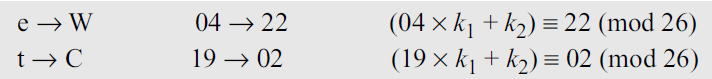 e → W 04 → 22 (04 × k₁ + k₂) ≡ 22 (mod 26)
t → C 19 → 02 (19 × k₁ + k₂) ≡ 02 (mod 26)